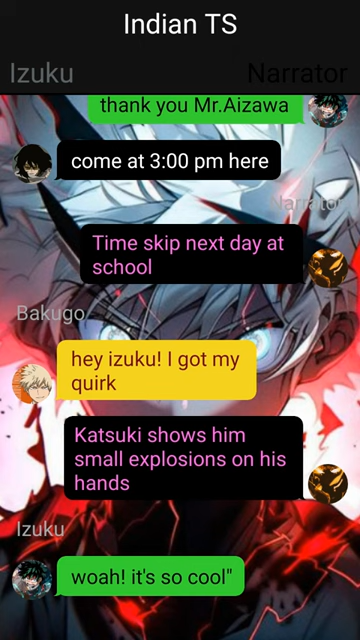 Indian TS
Izuku
Narrator
thank you Mr.Aizawa
come at 3:00 pm here
Narrator
Time skip next day at
school
Bakugo
hey izuku! I got my
quirk
Katsuki shows him
small explosions on his
hands
Izuku
woah! it's so cool"